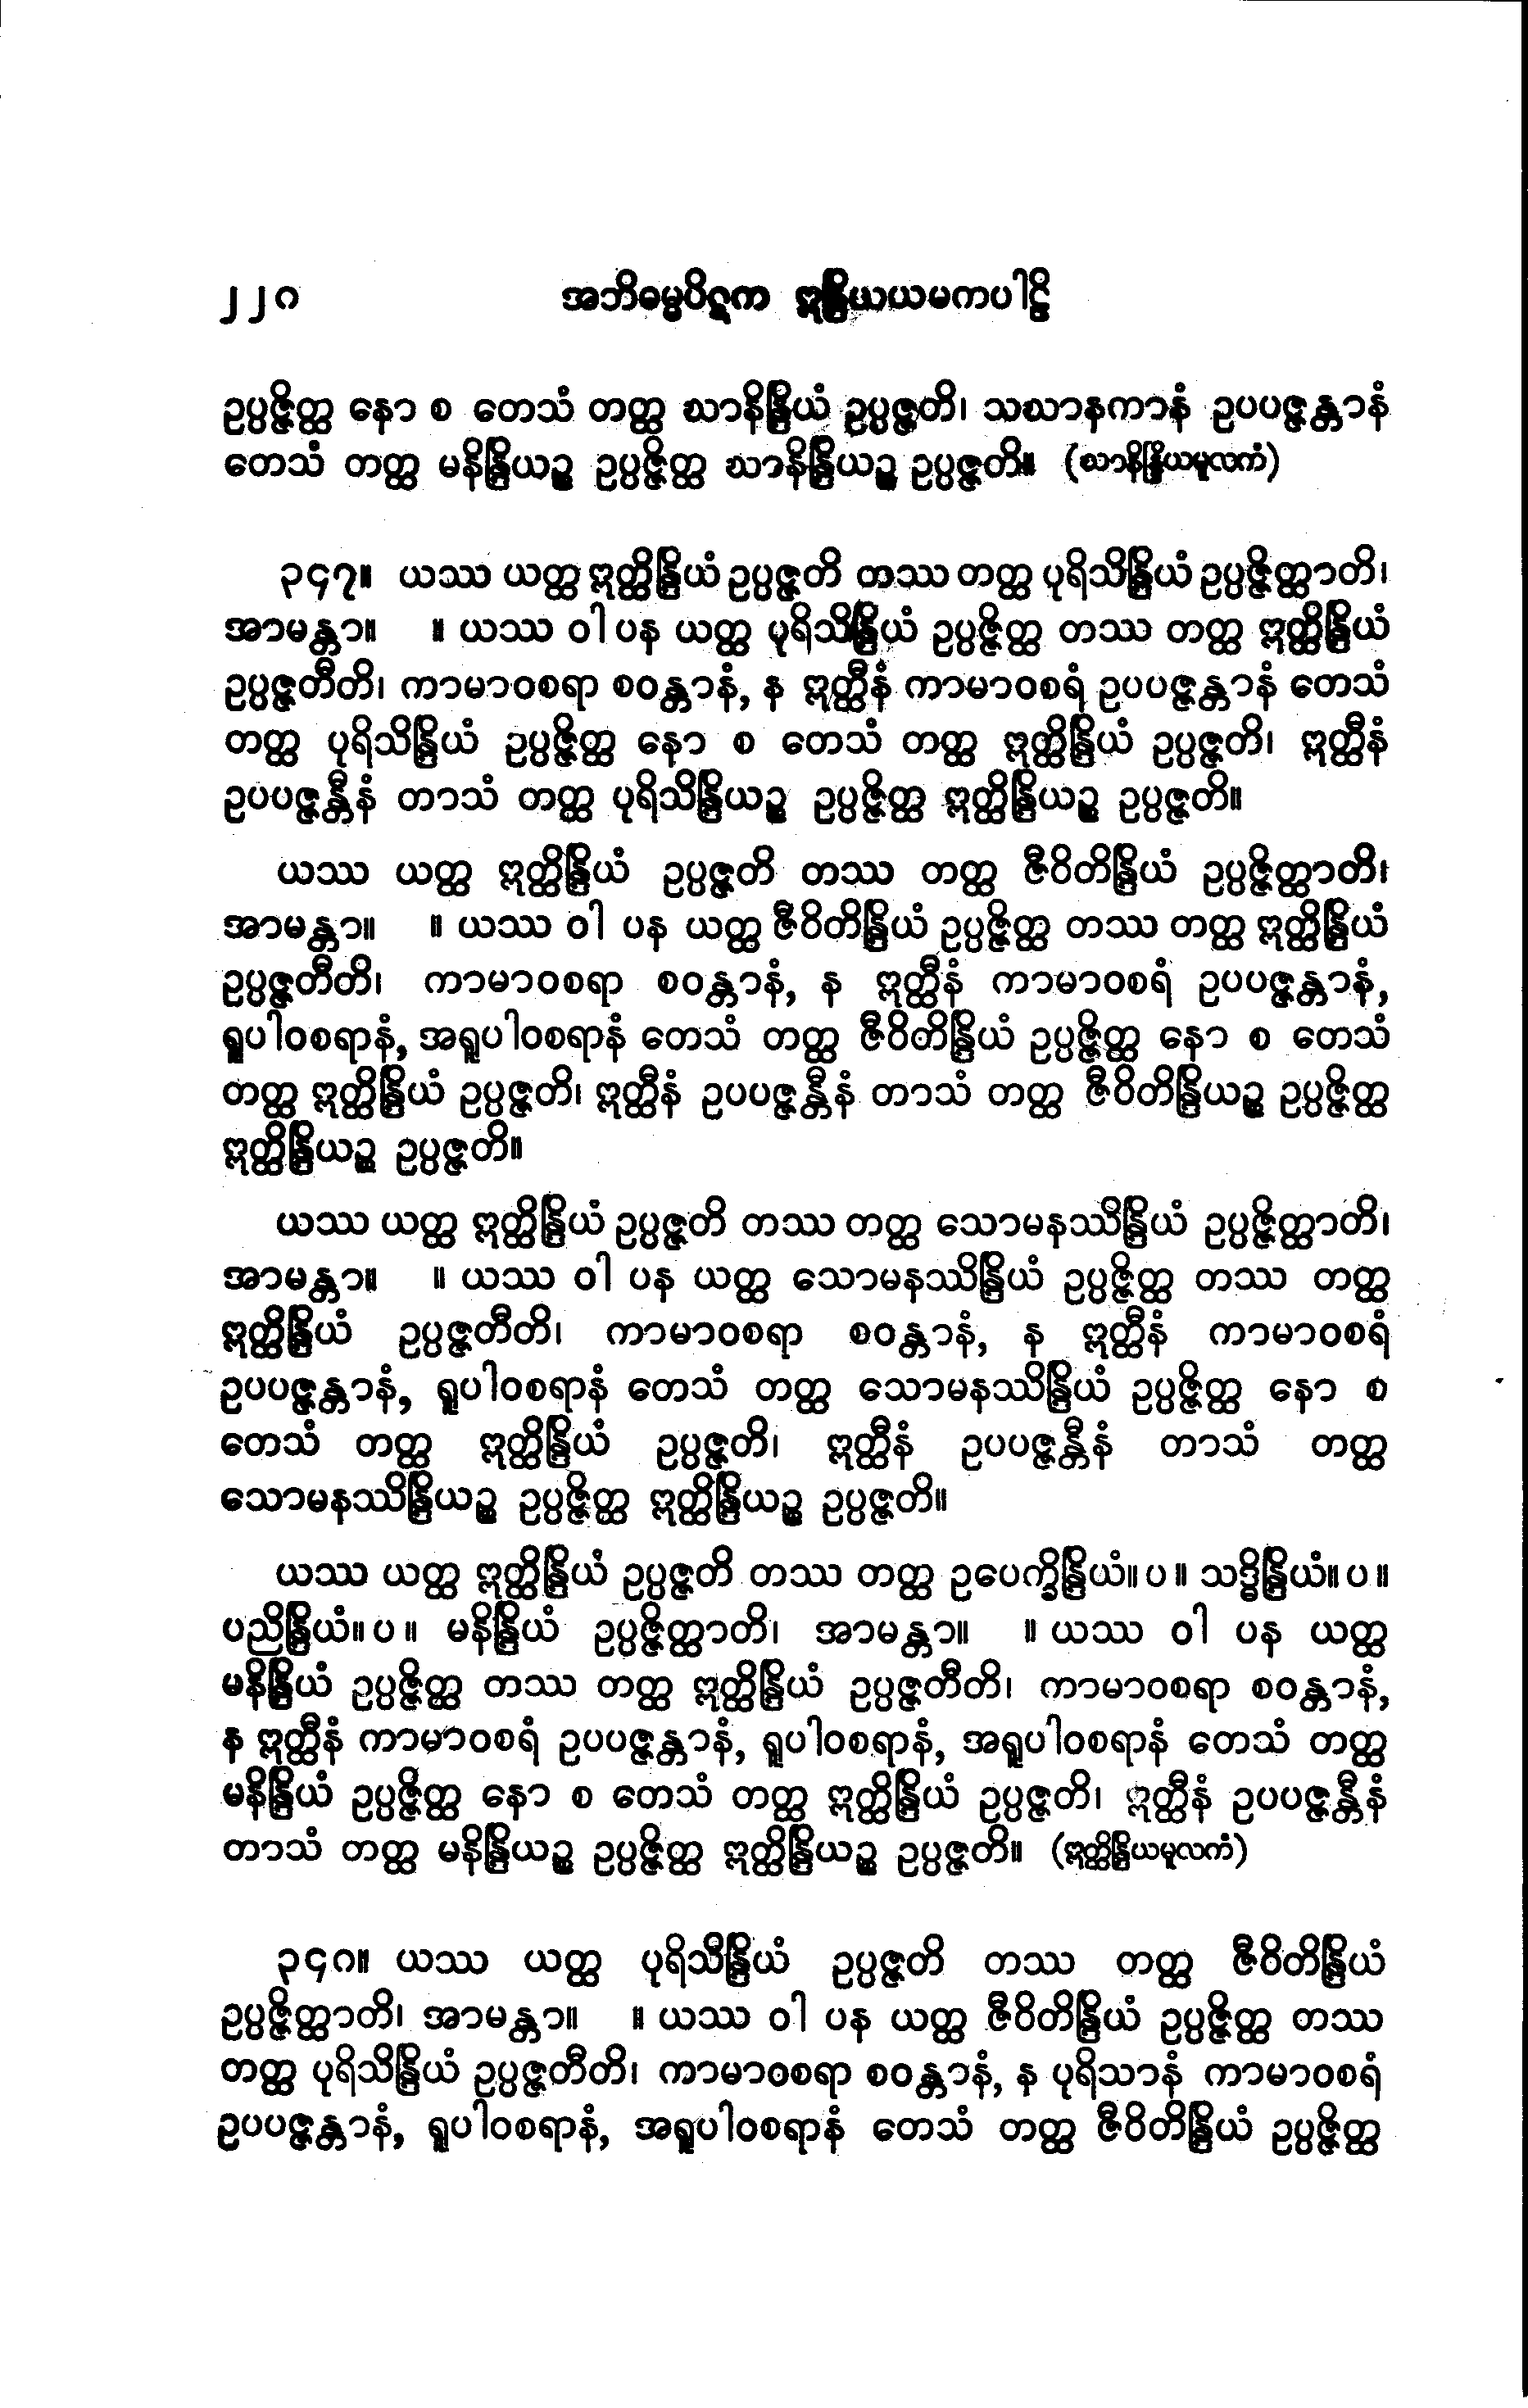 ၂၂၀ အဘိဓမ္မပိဋက ဣန္ဒြိယယမကပါဠိ
ဥပ္ပဇ္ဇိတ္ထ နော စ တေသံ တတ္ထ ဃာနိန္ဒြိယံ ဥပ္ပဇ္ဇတိ၊ သဃာနကာနံ ဥပပဇ္ဇန္တာနံ
တေသံ တတ္ထ မနိန္ဒြိယဉ္စ ဥပ္ပဇ္ဇိတ္ထ ဃာနိန္ဒြိယဉ္စ ဥပ္ပဇ္ဇတိ။ (ဃာနိန္ဒြိယမူလကံ)
၃၄၇။ ယဿ ယတ္ထ ဣတ္ထိန္ဒြိယံ ဥပ္ပဇ္ဇတိ တဿ တတ္ထ ပုရိသိန္ဒြိယံ ဥပ္ပဇ္ဇိတ္ထာတိ၊
အာမန္တာ။ ။ ယဿ ဝါ ပန ယတ္ထ ပုရိသိန္ဒြိယံ ဥပ္ပဇ္ဇိတ္ထ တဿ တတ္ထ ဣတ္ထိန္ဒြိယံ
ဥပ္ပဇ္ဇတီတိ၊ ကာမာဝစရာ စဝန္တာနံ, န ဣတ္ထီနံ ကာမာဝစရံ ဥပပဇ္ဇန္တာနံ တေသံ
တတ္ထ ပုရိသိန္ဒြိယံ ဥပ္ပဇ္ဇိတ္ထ နော စ တေသံ တတ္ထ ဣတ္ထိန္ဒြိယံ ဥပ္ပဇ္ဇတိ၊ ဣတ္ထီနံ
ဥပပဇ္ဇန္တီနံ တာသံ တတ္ထ ပုရိသိန္ဒြိယဉ္စ ဥပ္ပဇ္ဇိတ္ထ ဣတ္ထိန္ဒြိယဉ္စ ဥပ္ပဇ္ဇတိ။
ယဿ ယတ္ထ ဣတ္ထိန္ဒြိယံ ဥပ္ပဇ္ဇတိ တဿ တတ္ထ ဇီဝိတိန္ဒြိယံ ဥပ္ပဇ္ဇိတ္ထာတိ၊
အာမန္တာ။ ။ ယဿ ဝါ ပန ယတ္ထ ဇီဝိတိန္ဒြိယံ ဥပ္ပဇ္ဇိတ္ထ တဿ တတ္ထ ဣတ္ထိန္ဒြိယံ
ဥပ္ပဇ္ဇတီတိ၊ ကာမာဝစရာ စဝန္တာနံ, န ဣတ္ထီနံ ကာမာဝစရံ ဥပပဇ္ဇန္တာနံ,
ရူပါဝစရာနံ, အရူပါဝစရာနံ တေသံ တတ္ထ ဇီဝိတိန္ဒြိယံ ဥပ္ပဇ္ဇိတ္ထ နော စ တေသံ
တတ္ထ ဣတ္ထိန္ဒြိယံ ဥပ္ပဇ္ဇတိ၊ ဣတ္ထီနံ ဥပပဇ္ဇန္တီနံ တာသံ တတ္ထ ဇီဝိတိန္ဒြိယဉ္စ ဥပ္ပဇ္ဇိတ္ထ
ဣတ္ထိန္ဒြိယဉ္စ ဥပ္ပဇ္ဇတိ။
ယဿ ယတ္ထ ဣတ္ထိန္ဒြိယံ ဥပ္ပဇ္ဇတိ တဿ တတ္ထ သောမနဿိန္ဒြိယံ ဥပ္ပဇ္ဇိတ္ထာတိ၊
အာမန္တာ။ ။ ယဿ ဝါ ပန ယတ္ထ သောမနဿိန္ဒြိယံ ဥပ္ပဇ္ဇိတ္ထ တဿ တတ္ထ
ဣတ္ထိန္ဒြိယံ ဥပ္ပဇ္ဇတီတိ၊ ကာမာဝစရာ စဝန္တာနံ, န ဣတ္ထီနံ ကာမာဝစရံ
ဥပပဇ္ဇန္တာနံ, ရူပါဝစရာနံ တေသံ တတ္ထ သောမနဿိန္ဒြိယံ ဥပ္ပဇ္ဇိတ္ထ နော စ
တေသံ တတ္ထ ဣတ္ထိန္ဒြိယံ ဥပ္ပဇ္ဇတိ၊ ဣတ္ထီနံ ဥပပဇ္ဇန္တီနံ တာသံ တတ္ထ
သောမနဿိန္ဒြိယဉ္စ ဥပ္ပဇ္ဇိတ္ထ ဣတ္ထိန္ဒြိယဉ္စ ဥပ္ပဇ္ဇတိ။
ယဿ ယတ္ထ ဣတ္ထိန္ဒြိယံ ဥပ္ပဇ္ဇတိ တဿ တတ္ထ ဥပေက္ခိန္ဒြိယံ။ပ။ သဒ္ဓိန္ဒြိယံ။ပ။
ပညိန္ဒြိယံ။ပ။ မနိန္ဒြိယံ ဥပ္ပဇ္ဇိတ္ထာတိ၊ အာမန္တာ။ ။ ယဿ ဝါ ပန ယတ္ထ
မနိန္ဒြိယံ ဥပ္ပဇ္ဇိတ္ထ တဿ တတ္ထ ဣတ္ထိန္ဒြိယံ ဥပ္ပဇ္ဇတီတိ၊ ကာမာဝစရာ စဝန္တာနံ,
န ဣတ္ထီနံ ကာမာဝစရံ ဥပပဇ္ဇန္တာနံ, ရူပါဝစရာနံ, အရူပါဝစရာနံ တေသံ တတ္ထ
မနိန္ဒြိယံ ဥပ္ပဇ္ဇိတ္ထ နော စ တေသံ တတ္ထ ဣတ္ထိန္ဒြိယံ ဥပ္ပဇ္ဇတိ၊ ဣတ္ထီနံ ဥပပဇ္ဇန္တီနံ
တာသံ တတ္ထ မနိန္ဒြိယဉ္စ ဥပ္ပဇ္ဇိတ္ထ ဣတ္ထိန္ဒြိယဉ္စ ဥပ္ပဇ္ဇတိ။ (ဣတ္ထိန္ဒြိယမူလကံ)
၃၄၈။ ယဿ ယတ္ထ ပုရိသိန္ဒြိယံ ဥပ္ပဇ္ဇတိ တဿ တတ္ထ ဇီဝိတိန္ဒြိယံ
ဥပ္ပဇ္ဇိတ္ထာတိ၊ အာမန္တာ။ ။ ယဿ ဝါ ပန ယတ္ထ ဇီဝိတိန္ဒြိယံ ဥပ္ပဇ္ဇိတ္ထ တဿ
တတ္ထ ပုရိသိန္ဒြိယံ ဥပ္ပဇ္ဇတီတိ၊ ကာမာဝစရာ စဝန္တာနံ, န ပုရိသာနံ ကာမာဝစရံ
ဥပပဇ္ဇန္တာနံ, ရူပါဝစရာနံ, အရူပါဝစရာနံ တေသံ တတ္ထ ဇီဝိတိန္ဒြိယံ ဥပ္ပဇ္ဇိတ္ထ